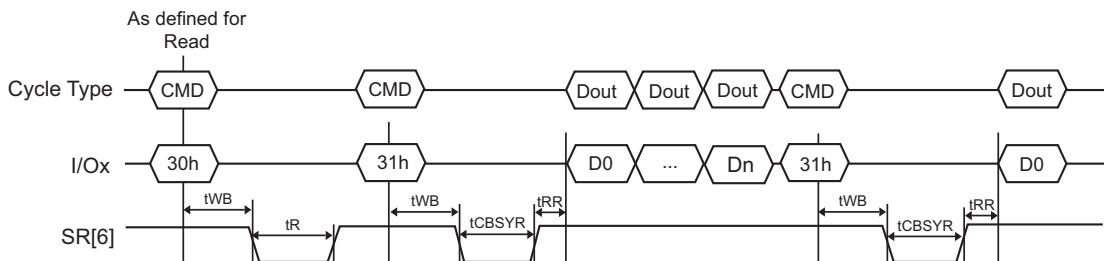 As defined for
Read
Cycle Type CMD CMD Dout Dout Dout CMD Dout
I/Ox 30h 31h D0 ... Dn 31h D0
tWB tR tWB tCBSYR tRR tWB tCBSYR tRR
SR[6]